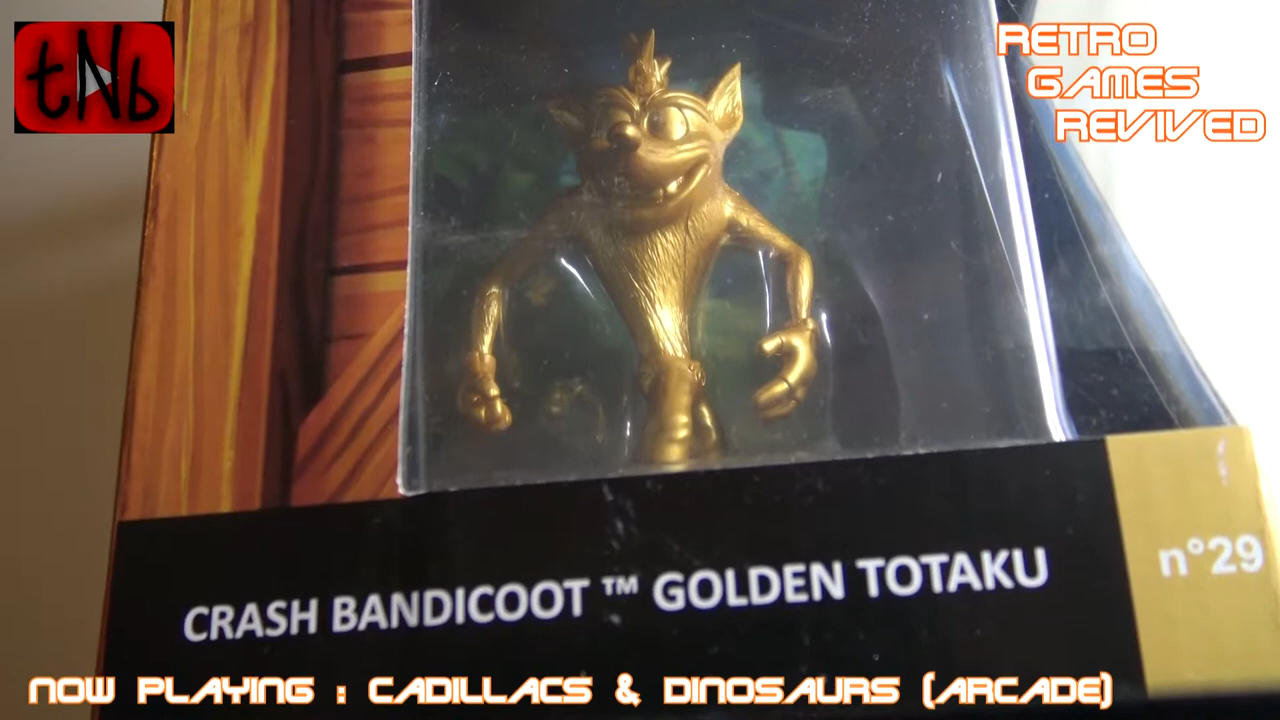 tNb
RETRO
GAMES
REVIVED
CRASH BANDICOOT ™ GOLDEN TOTAKU
n°29
NOW PLAYING : CADILLACS & DINOSAURS (ARCADE)